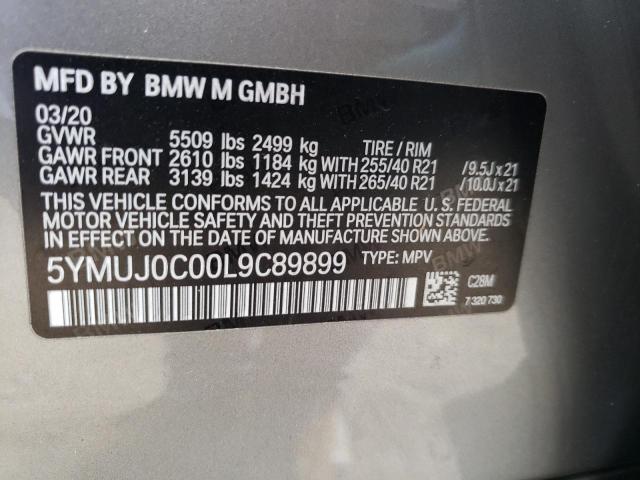 MFD BY BMW M GMBH
03/20
GVWR 5509 lbs 2499 kg TIRE / RIM
GAWR FRONT 2610 lbs 1184 kg WITH 255/40 R21 /9.5J x 21
GAWR REAR 3139 lbs 1424 kg WITH 265/40 R21 /10.0J x 21
THIS VEHICLE CONFORMS TO ALL APPLICABLE U. S. FEDERAL
MOTOR VEHICLE SAFETY AND THEFT PREVENTION STANDARDS
IN EFFECT ON THE DATE OF MANUFACTURE SHOWN ABOVE.
5YMUJ0C00L9C89899 TYPE: MPV
C28M
7 320 730